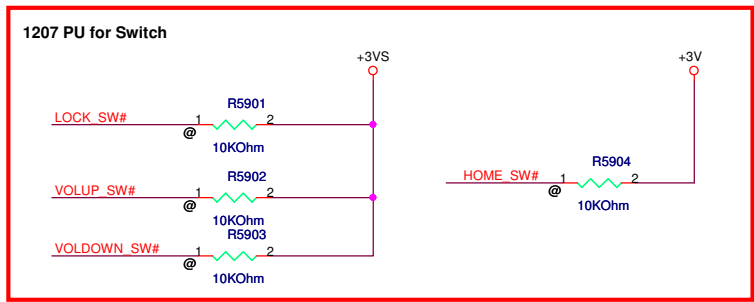 1207 PU for Switch
+3VS
+3V
R5901
LOCK_SW# 1 2
@
10KOhm
R5902
VOLUP_SW# 1 2
@
10KOhm
R5903
VOLDOWN_SW# 1 2
@
10KOhm
R5904
HOME_SW# 1 2
@
10KOhm